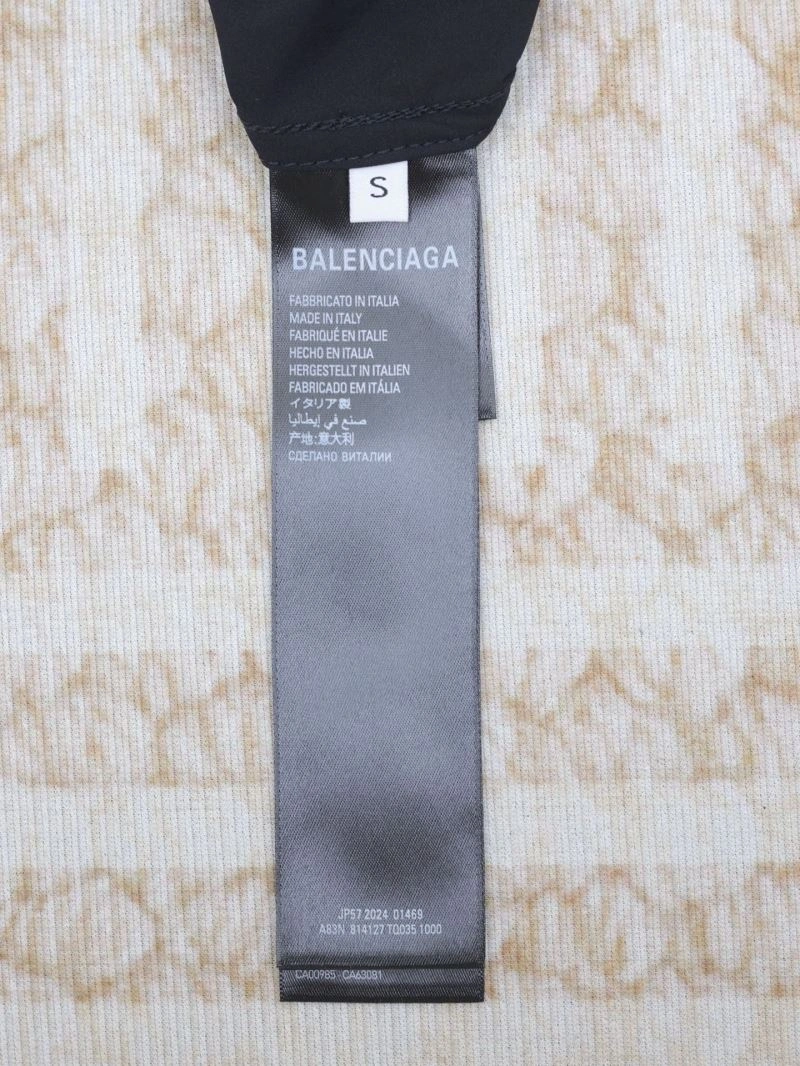 S
BALENCIAGA
FABBRICATO IN ITALIA
MADE IN ITALY
FABRIQUÉ EN ITALIE
HECHO EN ITALIA
HERGESTELLT IN ITALIEN
FABRICADO EM ITÁLIA
イタリア製
صنع في إيطاليا
产地:意大利
СДЕЛАНО ВИТАЛИИ
JP57 2024 01469
A83N 814127 TQ035 1000
CA00985 CA63081